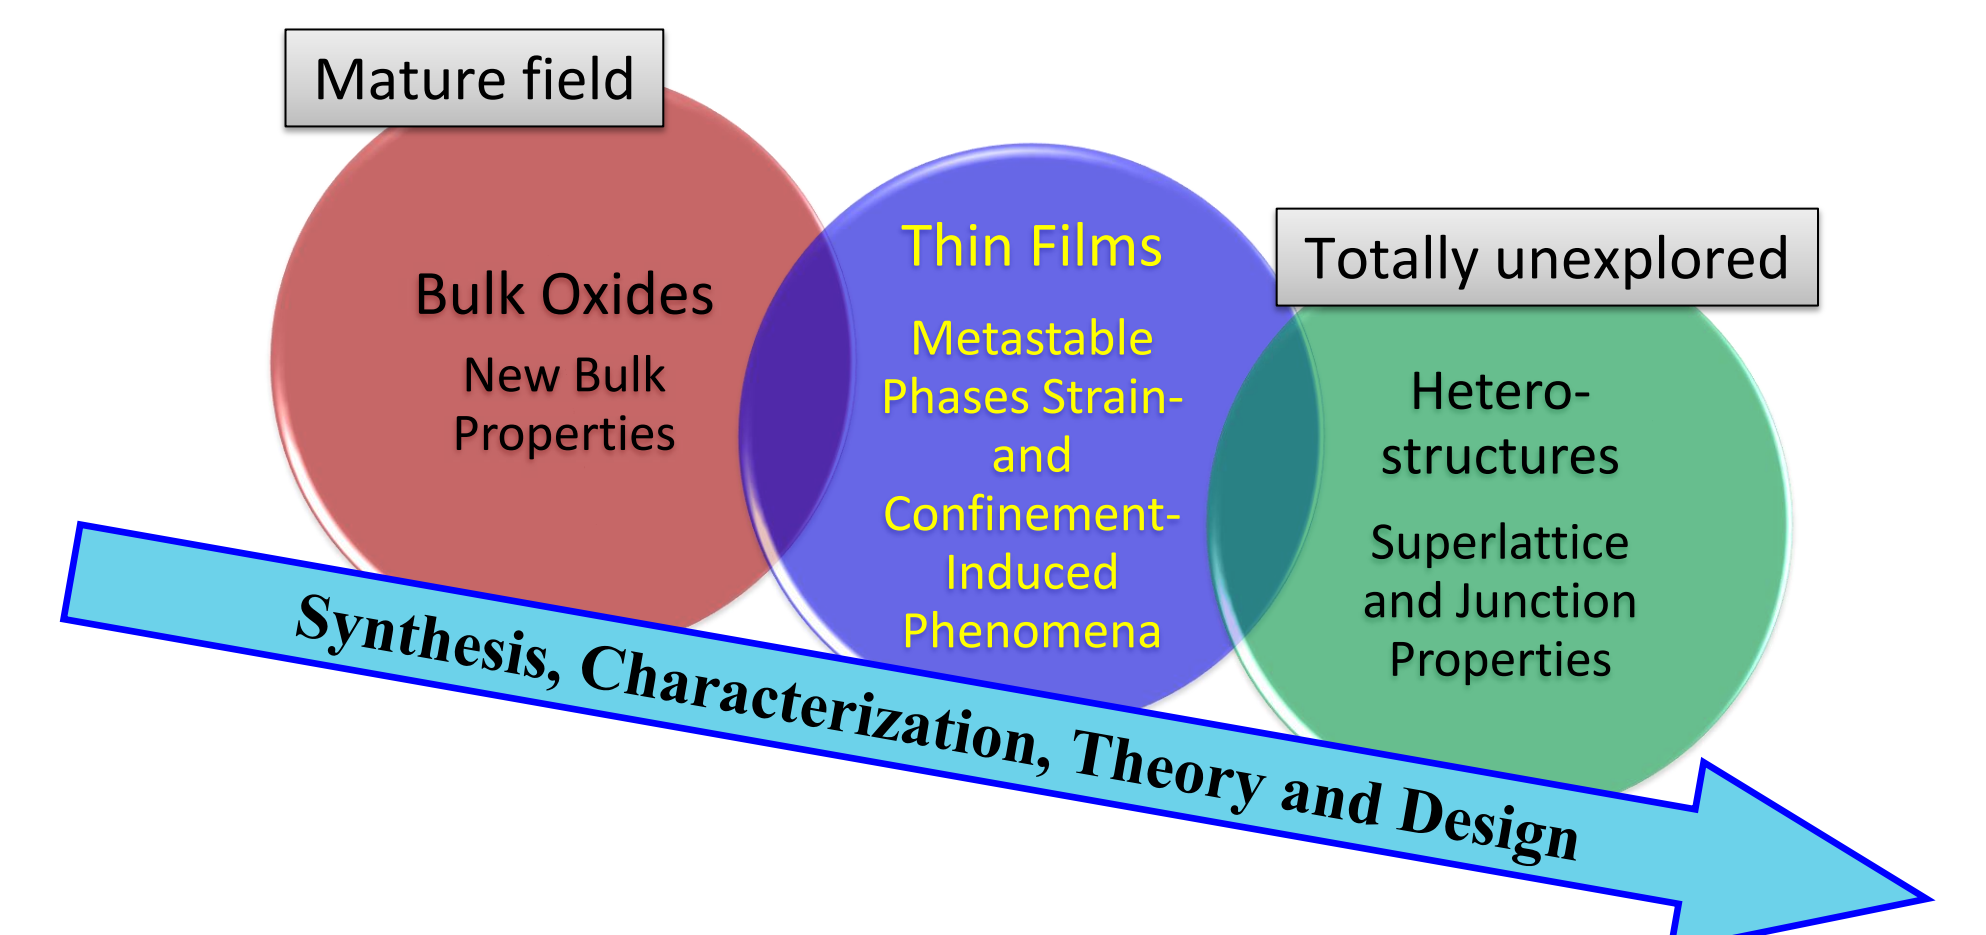 Mature field
Bulk Oxides
New Bulk
Properties
Thin Films
Metastable
Phases Strain-
and
Confinement-
Induced
Phenomena
Totally unexplored
Hetero-
structures
Superlattice
and Junction
Properties
Synthesis, Characterization, Theory and Design